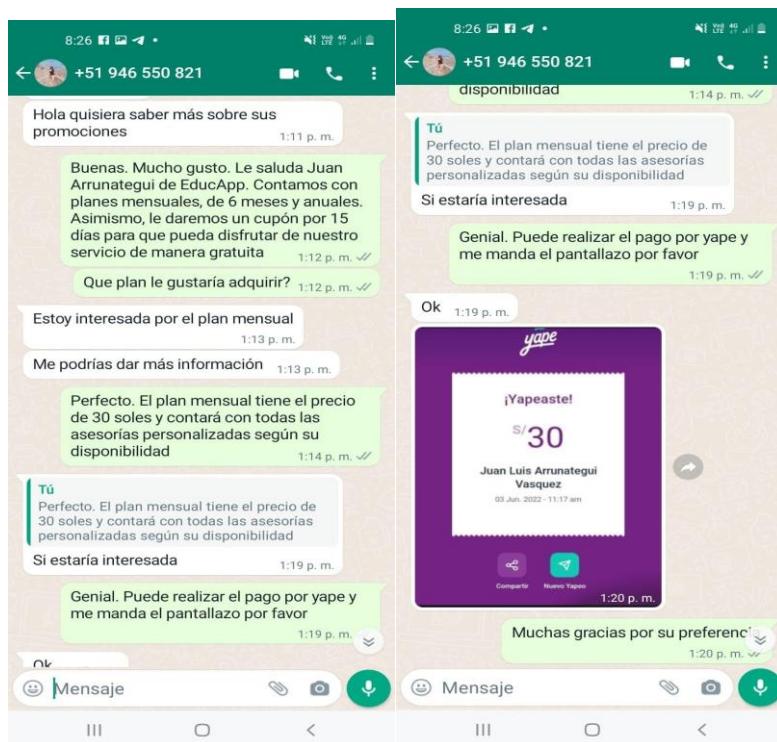 8:26
Vo)) LTE 4G
+51 946 550 821
Hola quisiera saber más sobre sus
promociones
1:11 p. m.
Buenas. Mucho gusto. Le saluda Juan
Arrunategui de EducApp. Contamos con
planes mensuales, de 6 meses y anuales.
Asimismo, le daremos un cupón por 15
días para que pueda disfrutar de nuestro
servicio de manera gratuita
1:12 p. m.
Que plan le gustaría adquirir?
1:12 p. m.
Estoy interesada por el plan mensual
1:13 p. m.
Me podrías dar más información
1:13 p. m.
Perfecto. El plan mensual tiene el precio
de 30 soles y contará con todas las
asesorías personalizadas según su
disponibilidad
1:14 p. m.
Tú
Perfecto. El plan mensual tiene el precio de
30 soles y contará con todas las asesorías
personalizadas según su disponibilidad
Si estaría interesada
1:19 p. m.
Genial. Puede realizar el pago por yape y
me manda el pantallazo por favor
1:19 p. m.
Ok
Mensaje
8:26
Vo)) LTE 4G
+51 946 550 821
disponibilidad
1:14 p. m.
Tú
Perfecto. El plan mensual tiene el precio de
30 soles y contará con todas las asesorías
personalizadas según su disponibilidad
Si estaría interesada
1:19 p. m.
Genial. Puede realizar el pago por yape y
me manda el pantallazo por favor
1:19 p. m.
Ok
1:19 p. m.
yape
¡Yapeaste!
S/30
Juan Luis Arrunategui
Vasquez
03 Jun. 2022 - 11:17 am
Compartir
Nuevo Yapeo
1:20 p. m.
Muchas gracias por su preferenc
1:20 p. m.
Mensaje